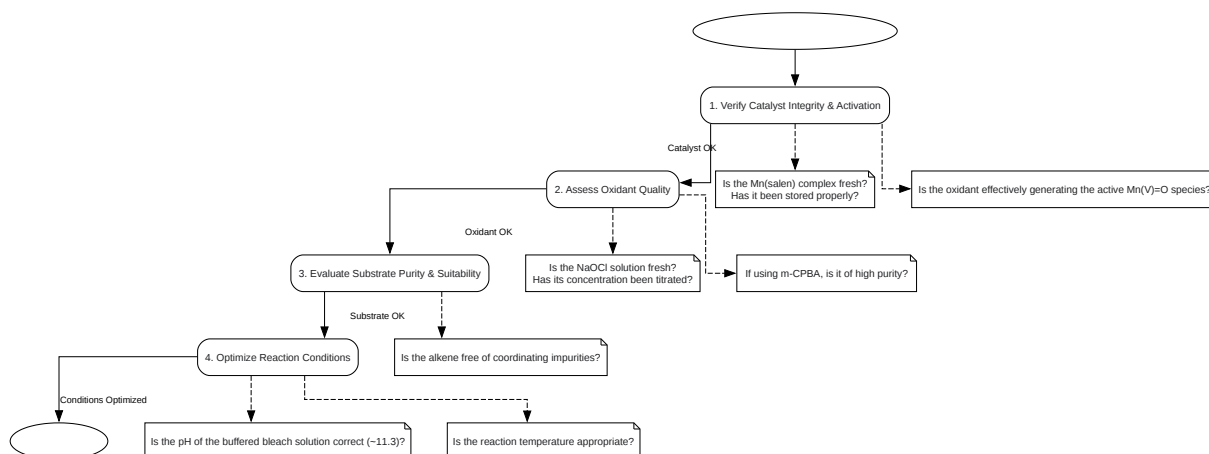 1. Verify Catalyst Integrity & Activation
Catalyst OK
2. Assess Oxidant Quality
Is the Mn(salen) complex fresh?
Has it been stored properly?
Is the oxidant effectively generating the active Mn(V)=O species?
Oxidant OK
3. Evaluate Substrate Purity & Suitability
Is the NaOCl solution fresh?
Has its concentration been titrated?
If using m-CPBA, is it of high purity?
Substrate OK
4. Optimize Reaction Conditions
Is the alkene free of coordinating impurities?
Conditions Optimized
Is the pH of the buffered bleach solution correct (~11.3)?
Is the reaction temperature appropriate?